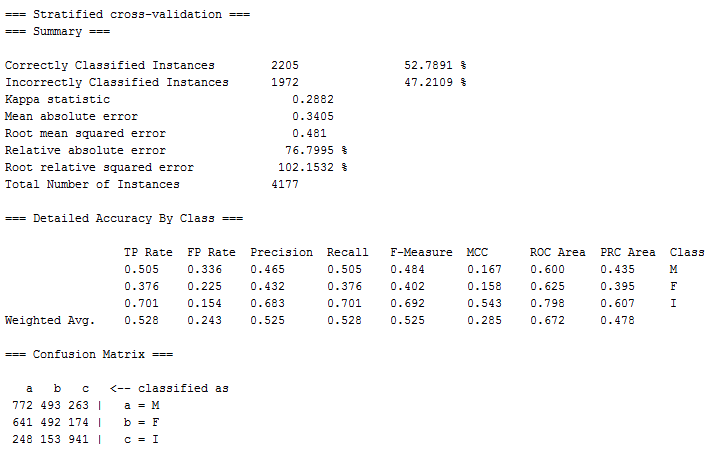 === Stratified cross-validation ===
=== Summary ===
Correctly Classified Instances 2205 52.7891 %
Incorrectly Classified Instances 1972 47.2109 %
Kappa statistic 0.2882
Mean absolute error 0.3405
Root mean squared error 0.481
Relative absolute error 76.7995 %
Root relative squared error 102.1532 %
Total Number of Instances 4177
=== Detailed Accuracy By Class ===
TP Rate FP Rate Precision Recall F-Measure MCC ROC Area PRC Area Class
0.505 0.336 0.465 0.505 0.484 0.167 0.600 0.435 M
0.376 0.225 0.432 0.376 0.402 0.158 0.625 0.395 F
0.701 0.154 0.683 0.701 0.692 0.543 0.798 0.607 I
Weighted Avg. 0.528 0.243 0.525 0.528 0.525 0.285 0.672 0.478
=== Confusion Matrix ===
a b c <-- classified as
772 493 263 | a = M
641 492 174 | b = F
248 153 941 | c = I